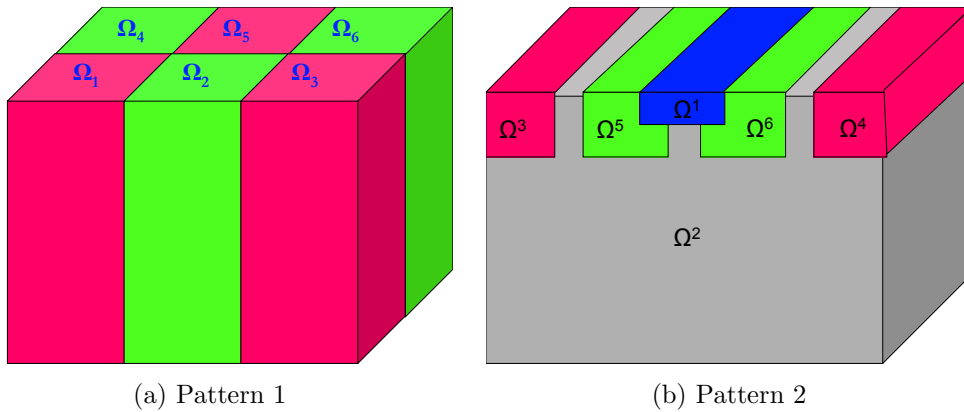 Ω₄ Ω₅ Ω₆
Ω₁ Ω₂ Ω₃
Ω¹
Ω³ Ω⁵ Ω⁶ Ω⁴
Ω²
(a) Pattern 1
(b) Pattern 2